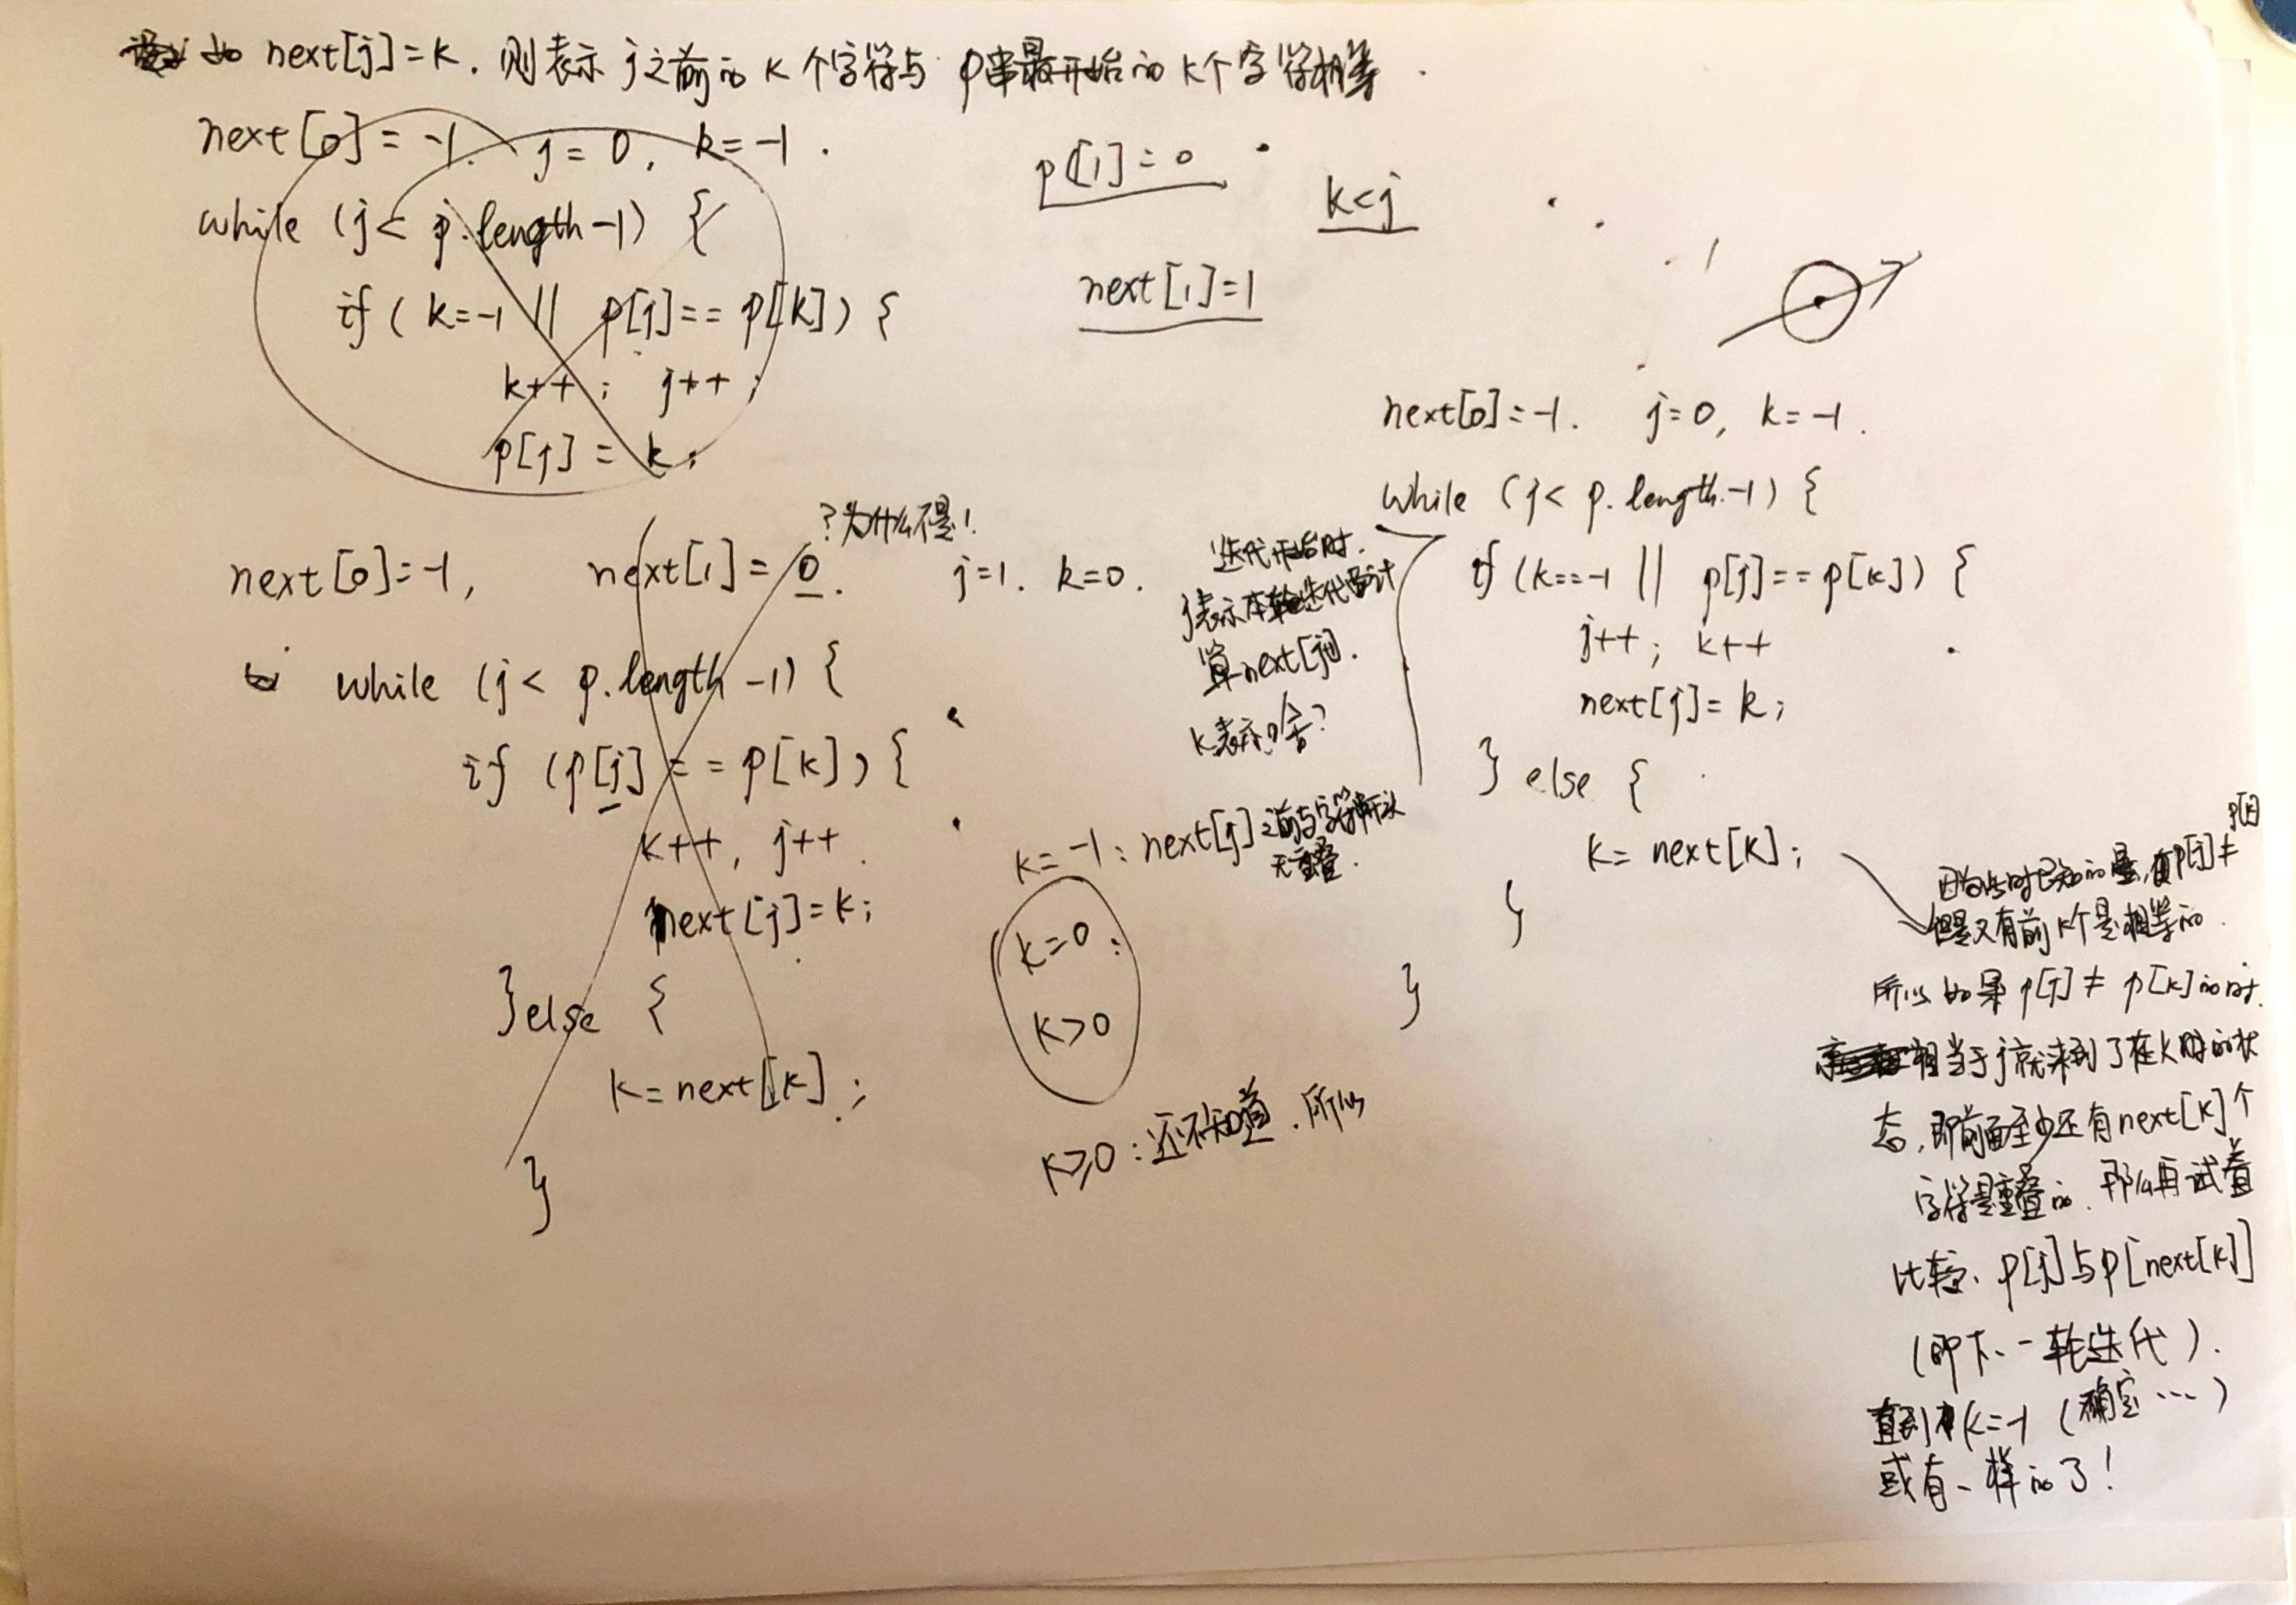 如 next[j]=k. 则表示 j之前的 k 个字符与 p串最开始的 k个字符相等.
next[0]=-1. j=0, k=-1.
while (j< p.length-1) {
if ( k=-1 || p[j]== p[k]) {
k++; j++;
p[j] = k;
p[1]=0
k<j
next[1]=1
?为什么不是1
next[0]=-1, next[1]=0. j=1. k=0.
while (j< p.length-1) {
if (p[j] == p[k]) {
k++, j++.
next[j]=k;
}else {
k=next[k];
}
迭代开始时.
j表示本轮迭代要计
算next[j].
k表示啥?
k=-1: next[j]之前与字符串
无重叠.
k=0:
k>0
k≥0:还不知道. 所以
next[0]=-1. j=0, k=-1.
while (j< p.length-1) {
if (k==-1 || p[j]==p[k]) {
j++; k++
next[j]=k;
} else {
k= next[k];
}
}
因为此时已知的是,有p[j]≠ p[k]
但是又有前k个是相等的.
所以如果 p[j]≠ p[k]的时.
相当于j就来到了在k时的状
态,即前面至少还有next[k]个
字符是重叠的. 那么再试着
比较. p[j]与p[next[k]]
(即下一轮迭代).
直到 k=-1 (确定…)
或有一样的了!